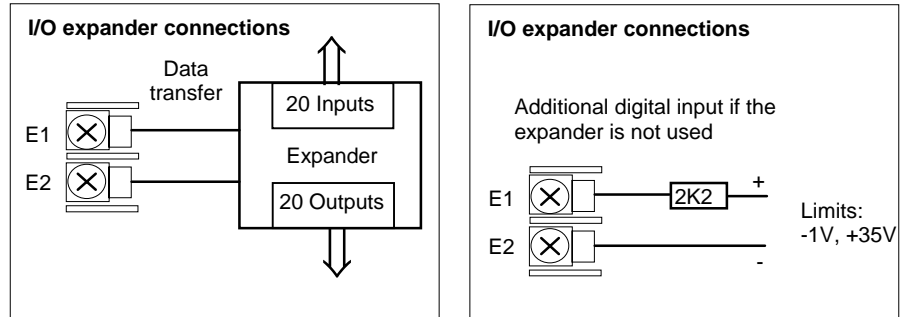 I/O expander connections
Data
transfer
20 Inputs
E1
Expander
E2
20 Outputs
I/O expander connections
Additional digital input if the
expander is not used
E1
2K2
+
Limits:
-1V, +35V
E2
-